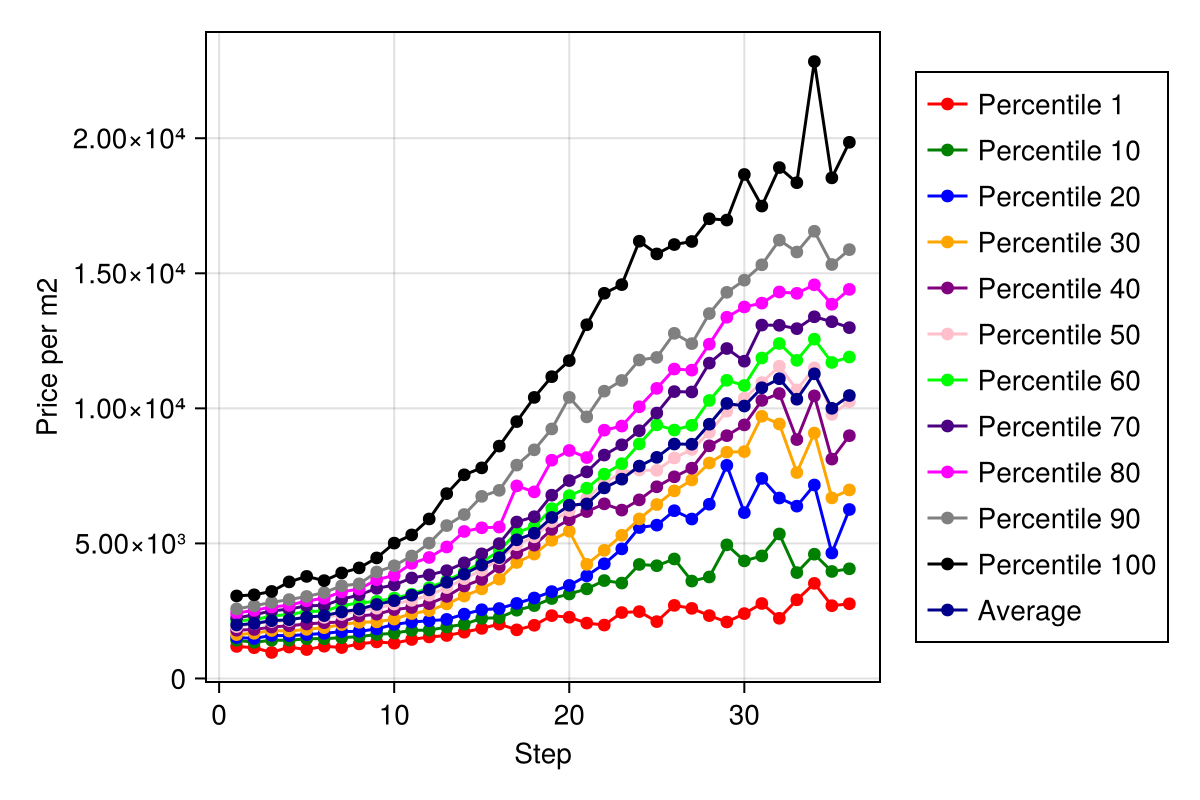 2.00×10⁴
1.50×10⁴
1.00×10⁴
5.00×10³
0
Price per m2
0 10 20 30
Step
Percentile 1
Percentile 10
Percentile 20
Percentile 30
Percentile 40
Percentile 50
Percentile 60
Percentile 70
Percentile 80
Percentile 90
Percentile 100
Average